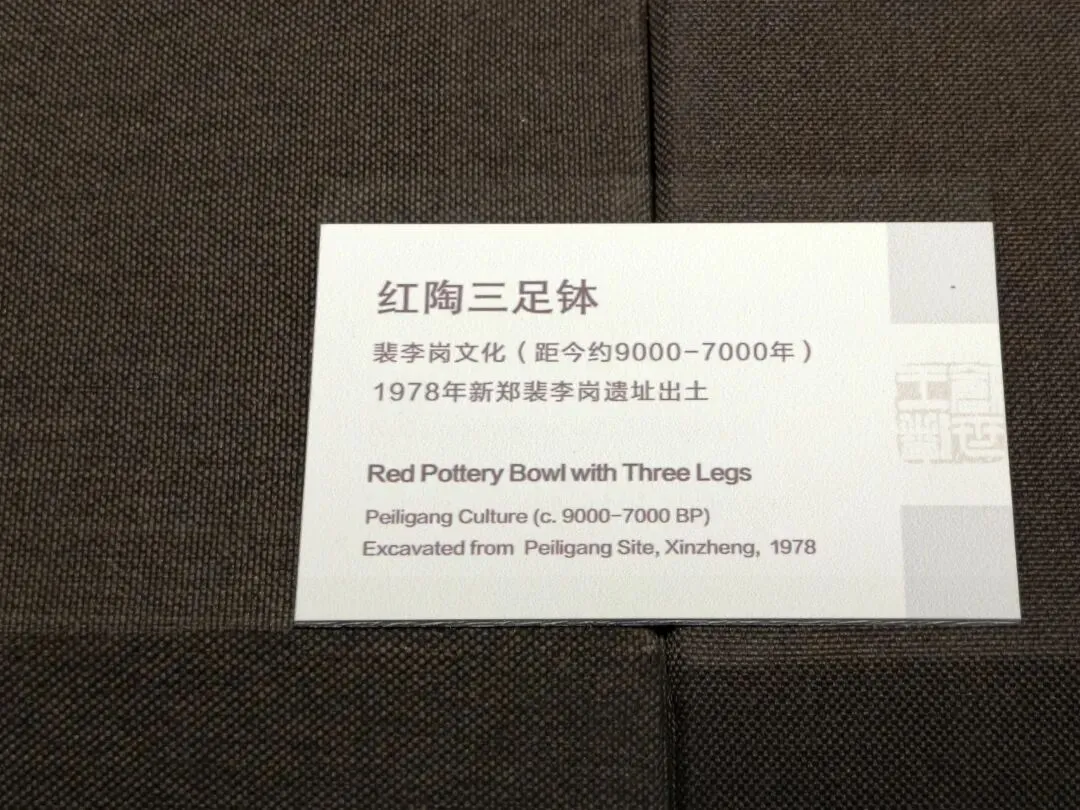 红陶三足钵
裴李岗文化（距今约9000-7000年）
1978年新郑裴李岗遗址出土
Red Pottery Bowl with Three Legs
Peiligang Culture (c. 9000-7000 BP)
Excavated from Peiligang Site, Xinzheng, 1978